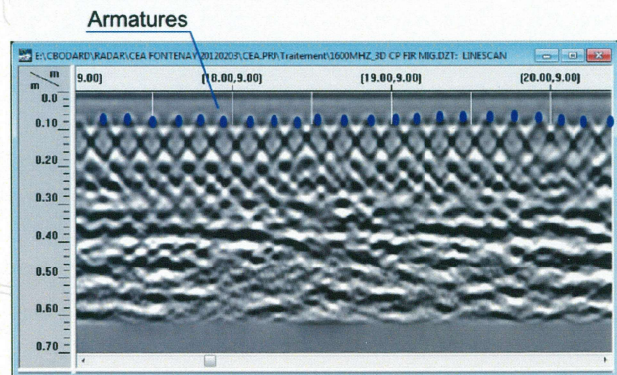 Armatures
E:\CBODARD\RADAR\CEA FONTENAY\20120203\CEA.PRJ\Traitement\1600MHZ_3D CP FIR MIG.DZT: LINESCAN
m
m
9.00) (18.00,9.00) (19.00,9.00) (20.00,9.00)
0.0
0.10
0.20
0.30
0.40
0.50
0.60
0.70